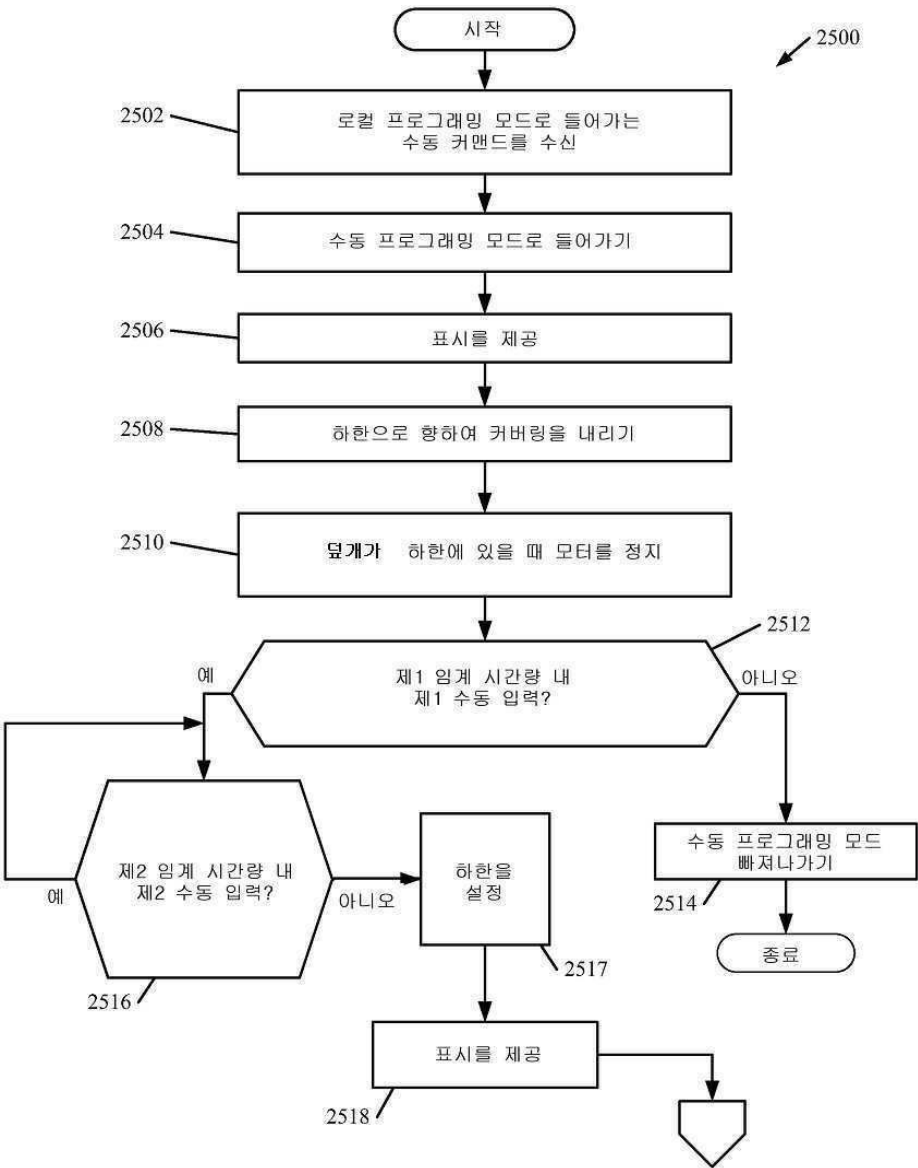 시작
2500
2502
로컬 프로그래밍 모드로 들어가는
수동 커맨드를 수신
2504
수동 프로그래밍 모드로 들어가기
2506
표시를 제공
2508
하한으로 향하여 커버링을 내리기
2510
덮개가 하한에 있을 때 모터를 정지
2512
예
제1 임계 시간량 내
제1 수동 입력?
아니오
제2 임계 시간량 내
제2 수동 입력?
예
아니오
2516
하한을
설정
2517
수동 프로그래밍 모드
빠져나가기
2514
종료
표시를 제공
2518